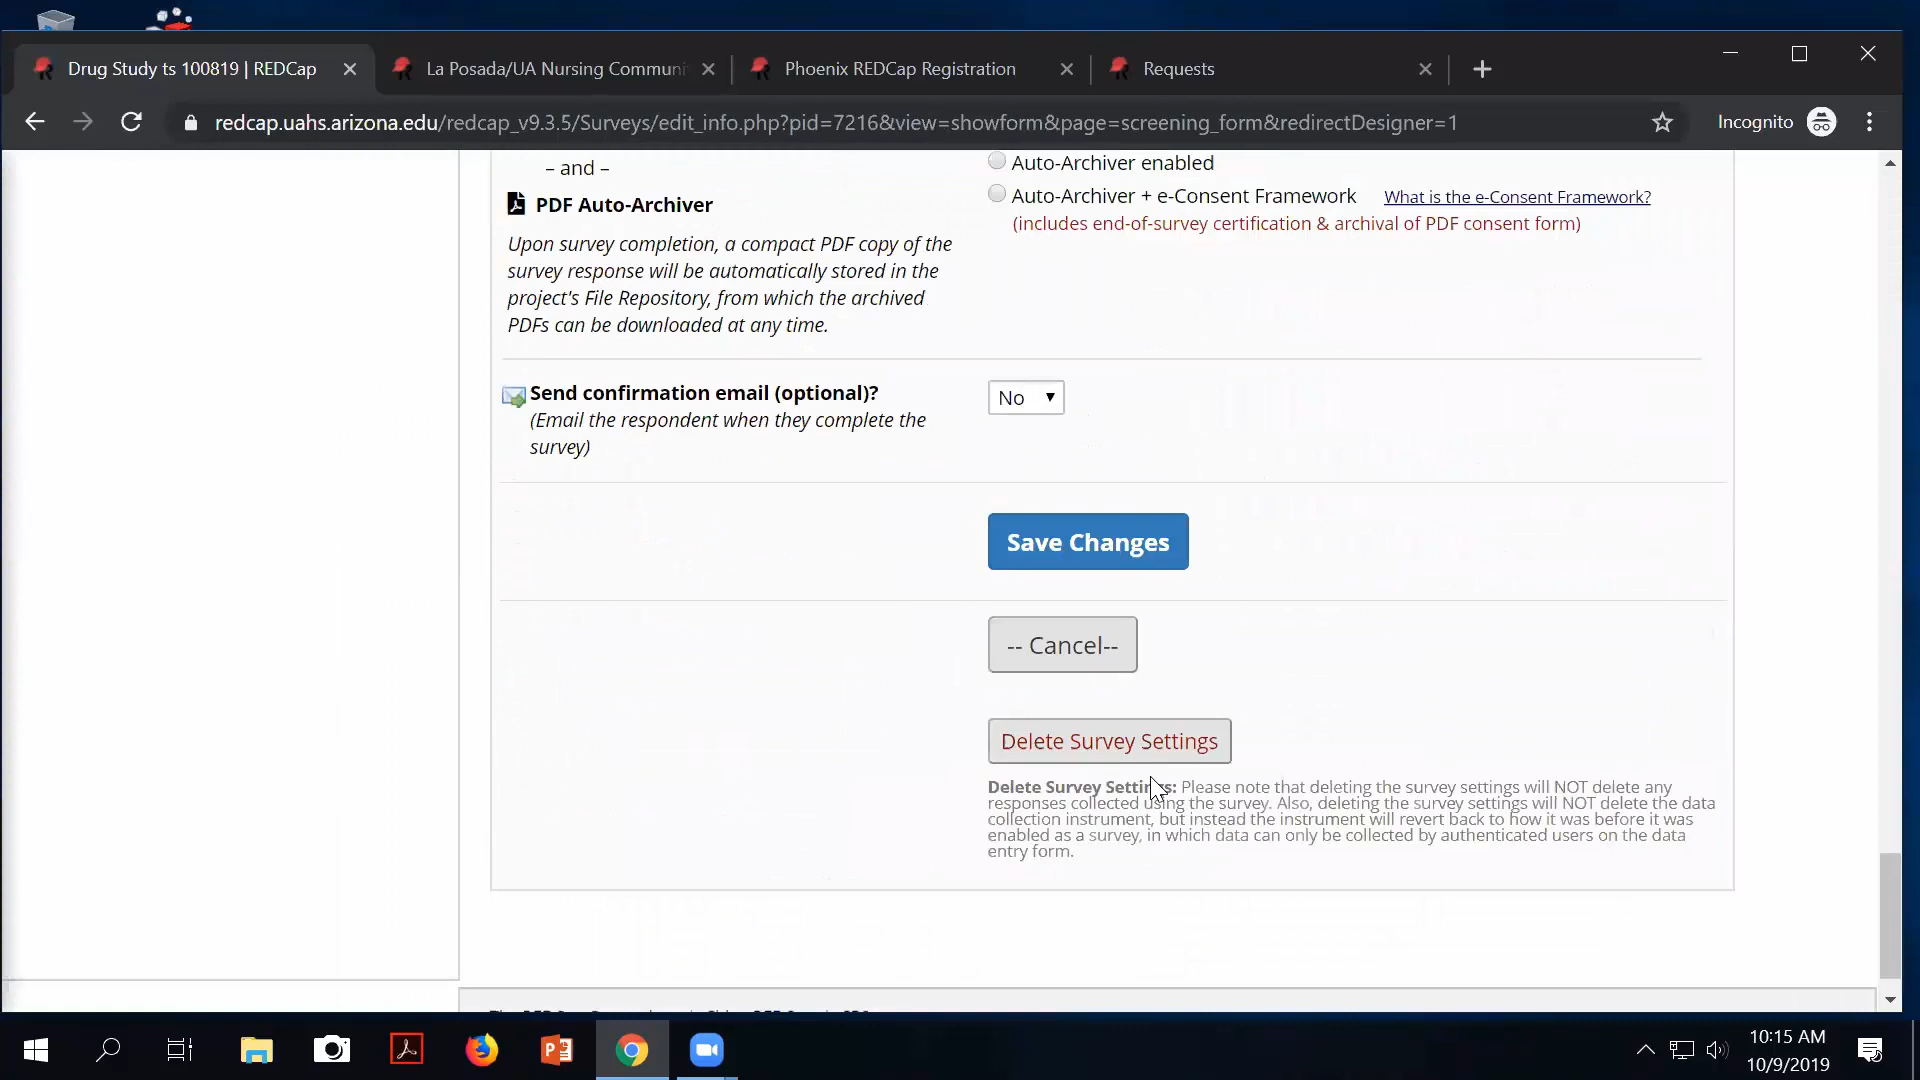 Drug Study ts 100819 | REDCap
La Posada/UA Nursing Communi
Phoenix REDCap Registration
Requests
redcap.uahs.arizona.edu/redcap_v9.3.5/Surveys/edit_info.php?pid=7216&view=showform&page=screening_form&redirectDesigner=1
Incognito
– and –
Auto-Archiver enabled
PDF Auto-Archiver
Auto-Archiver + e-Consent Framework What is the e-Consent Framework?
(includes end-of-survey certification & archival of PDF consent form)
Upon survey completion, a compact PDF copy of the
survey response will be automatically stored in the
project's File Repository, from which the archived
PDFs can be downloaded at any time.
Send confirmation email (optional)?
No
(Email the respondent when they complete the
survey)
Save Changes
-- Cancel--
Delete Survey Settings
Delete Survey Settings: Please note that deleting the survey settings will NOT delete any
responses collected using the survey. Also, deleting the survey settings will NOT delete the data
collection instrument, but instead the instrument will revert back to how it was before it was
enabled as a survey, in which data can only be collected by authenticated users on the data
entry form.
10:15 AM
10/9/2019